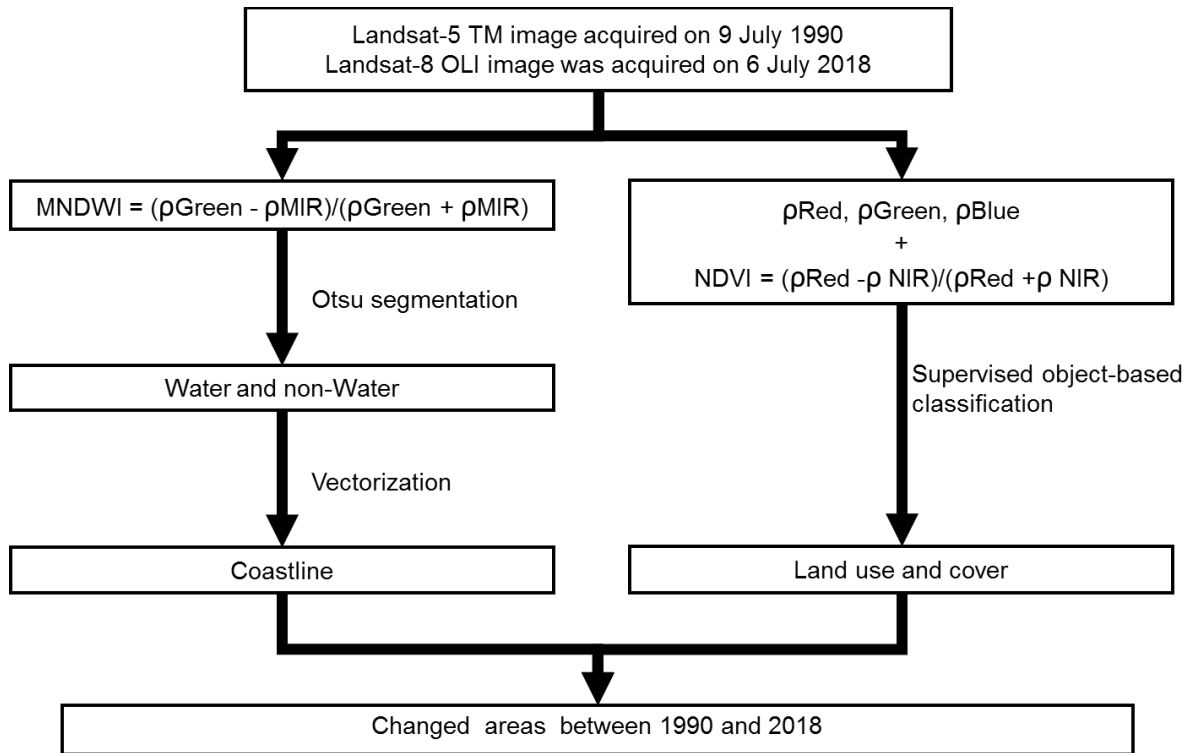 Landsat-5 TM image acquired on 9 July 1990
Landsat-8 OLI image was acquired on 6 July 2018
MNDWI = (ρGreen - ρMIR)/(ρGreen + ρMIR)
ρRed, ρGreen, ρBlue
+
NDVI = (ρRed -ρ NIR)/(ρRed +ρ NIR)
Otsu segmentation
Water and non-Water
Supervised object-based
classification
Vectorization
Coastline
Land use and cover
Changed areas between 1990 and 2018